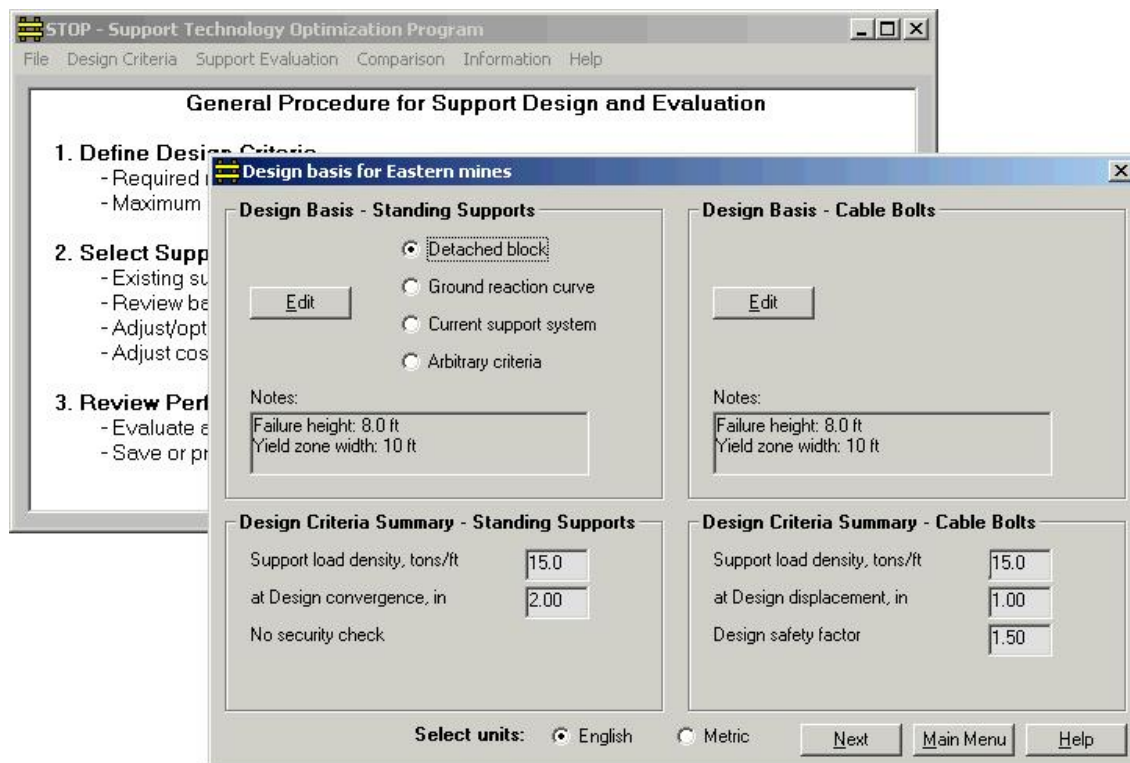 STOP - Support Technology Optimization Program
File Design Criteria Support Evaluation Comparison Information Help
General Procedure for Support Design and Evaluation
1. Define Design Criteria
- Required
- Maximum
2. Select Supp
- Existing su
- Review ba
- Adjust/opt
- Adjust cos
3. Review Perf
- Evaluate a
- Save or pr
Design basis for Eastern mines
Design Basis - Standing Supports
Detached block
Ground reaction curve
Current support system
Arbitrary criteria
Edit
Notes:
Failure height: 8.0 ft
Yield zone width: 10 ft
Design Basis - Cable Bolts
Edit
Notes:
Failure height: 8.0 ft
Yield zone width: 10 ft
Design Criteria Summary - Standing Supports
Support load density, tons/ft 15.0
at Design convergence, in 2.00
No security check
Design Criteria Summary - Cable Bolts
Support load density, tons/ft 15.0
at Design displacement, in 1.00
Design safety factor 1.50
Select units: English Metric Next Main Menu Help